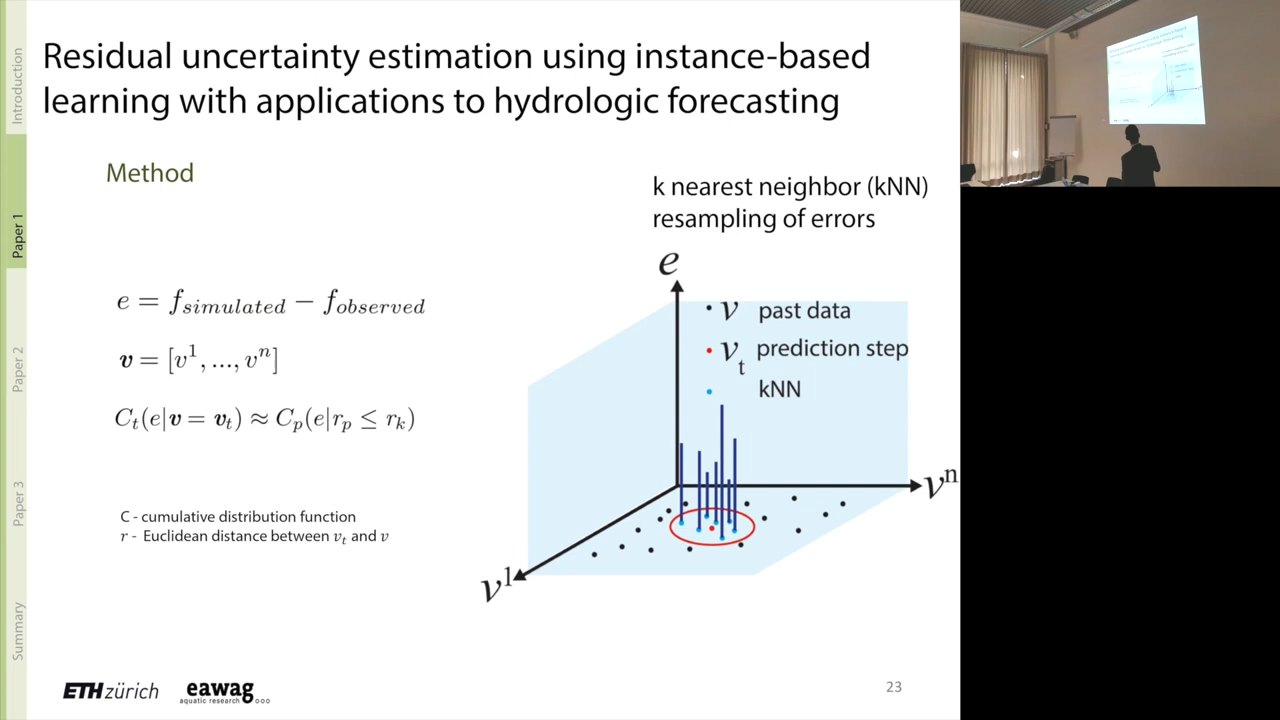 Introduction
Paper 1
Paper 2
Paper 3
Summary
Residual uncertainty estimation using instance-based
learning with applications to hydrologic forecasting
Method
e = f_simulated − f_observed
v = [v^1, ..., v^n]
C_t(e|v = v_t) ≈ C_p(e|r_p ≤ r_k)
C - cumulative distribution function
r - Euclidean distance between v_t and v
k nearest neighbor (kNN)
resampling of errors
e
v past data
v_t prediction step
kNN
v^n
v^1
ETH zürich
eawag
aquatic research
23